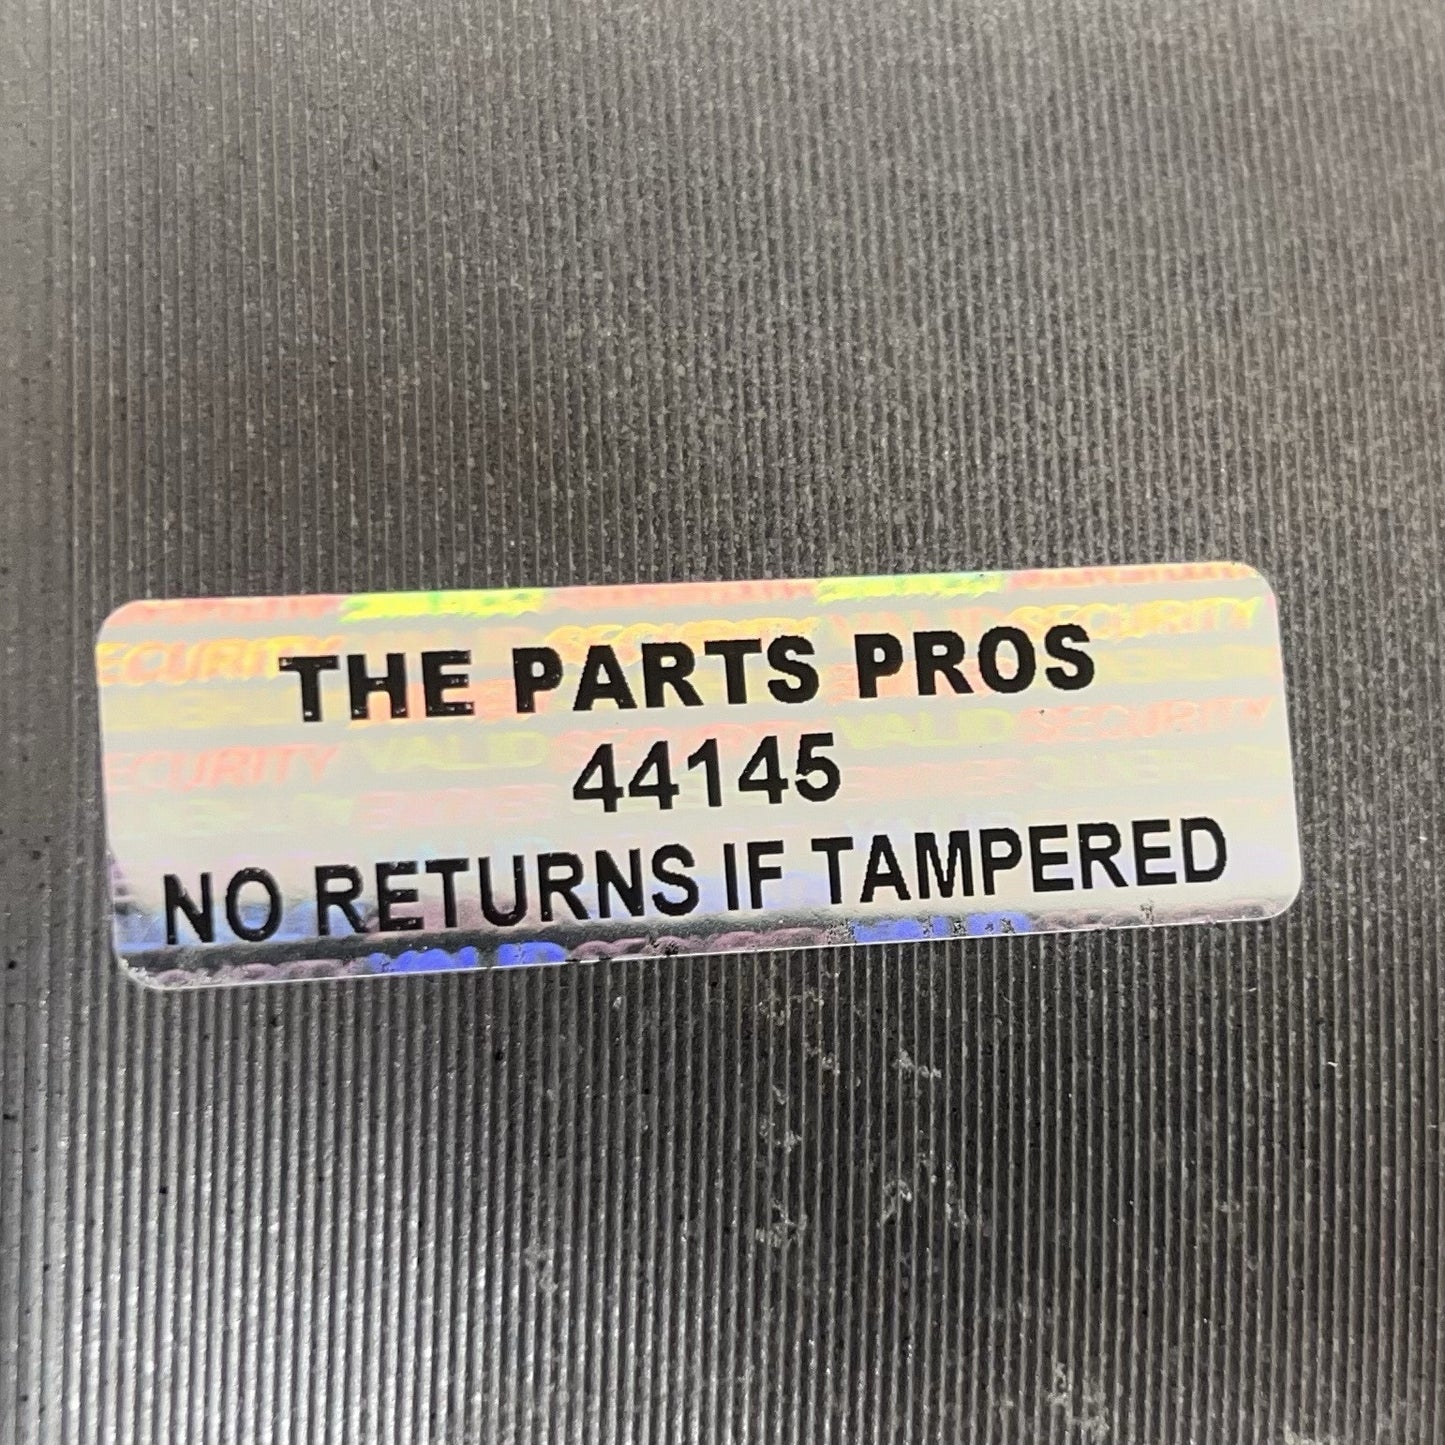 THE PARTS PROS
44145
NO RETURNS IF TAMPERED